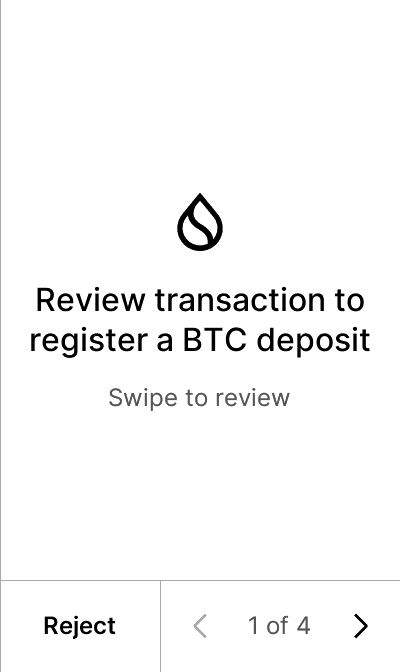 Review transaction to
register a BTC deposit
Swipe to review
Reject
1 of 4